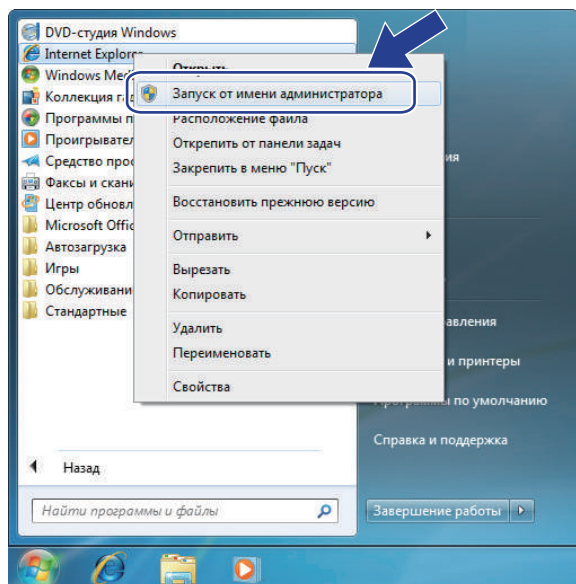 DVD-студия Windows
Internet Explorer
Windows Med
Коллекция га
Программы п
Проигрывател
Средство прос
Факсы и скани
Центр обновл
Microsoft Offic
Автозагрузка
Игры
Обслуживани
Стандартные
Назад
Найти программы и файлы
Открыть
Запуск от имени администратора
Расположение файла
Открепить от панели задач
Закрепить в меню "Пуск"
Восстановить прежнюю версию
Отправить
Вырезать
Копировать
Удалить
Переименовать
Свойства
ия
авления
и принтеры
Программы по умолчанию
Справка и поддержка
Завершение работы